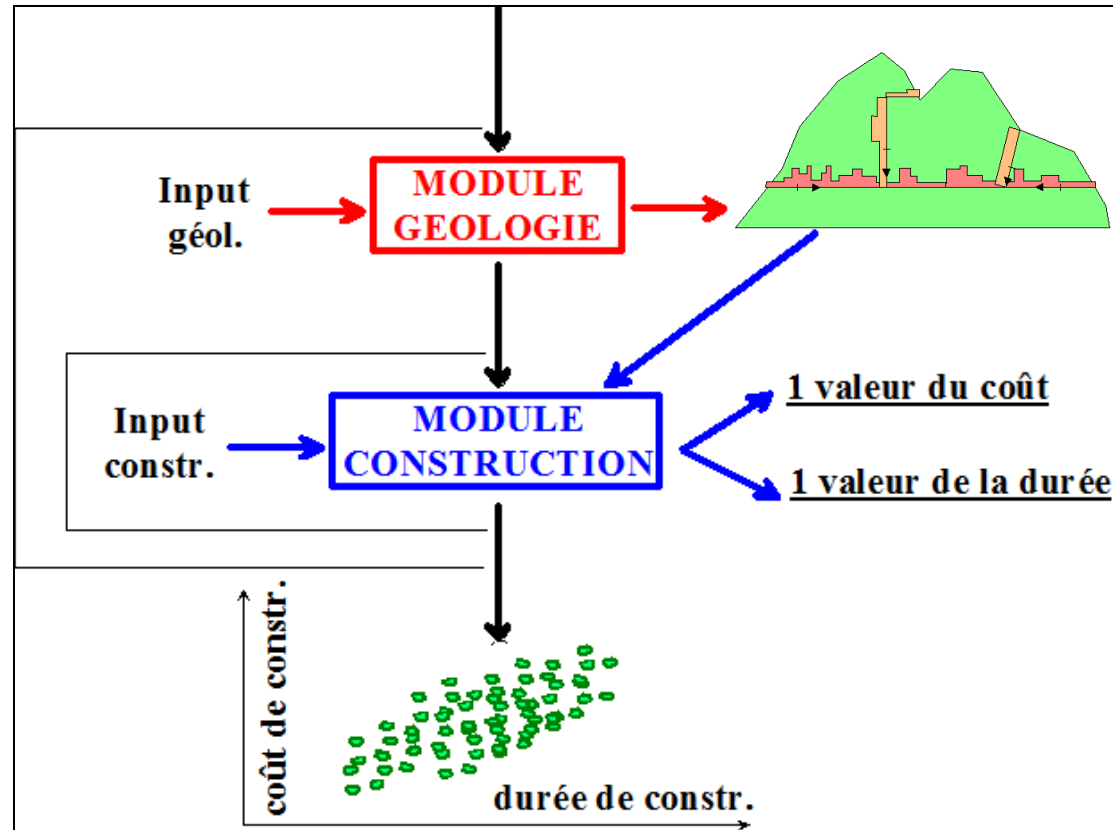 MODULE
GEOLOGIE
Input
géol.
MODULE
CONSTRUCTION
Input
constr.
1 valeur du coût
1 valeur de la durée
coût de constr.
durée de constr.